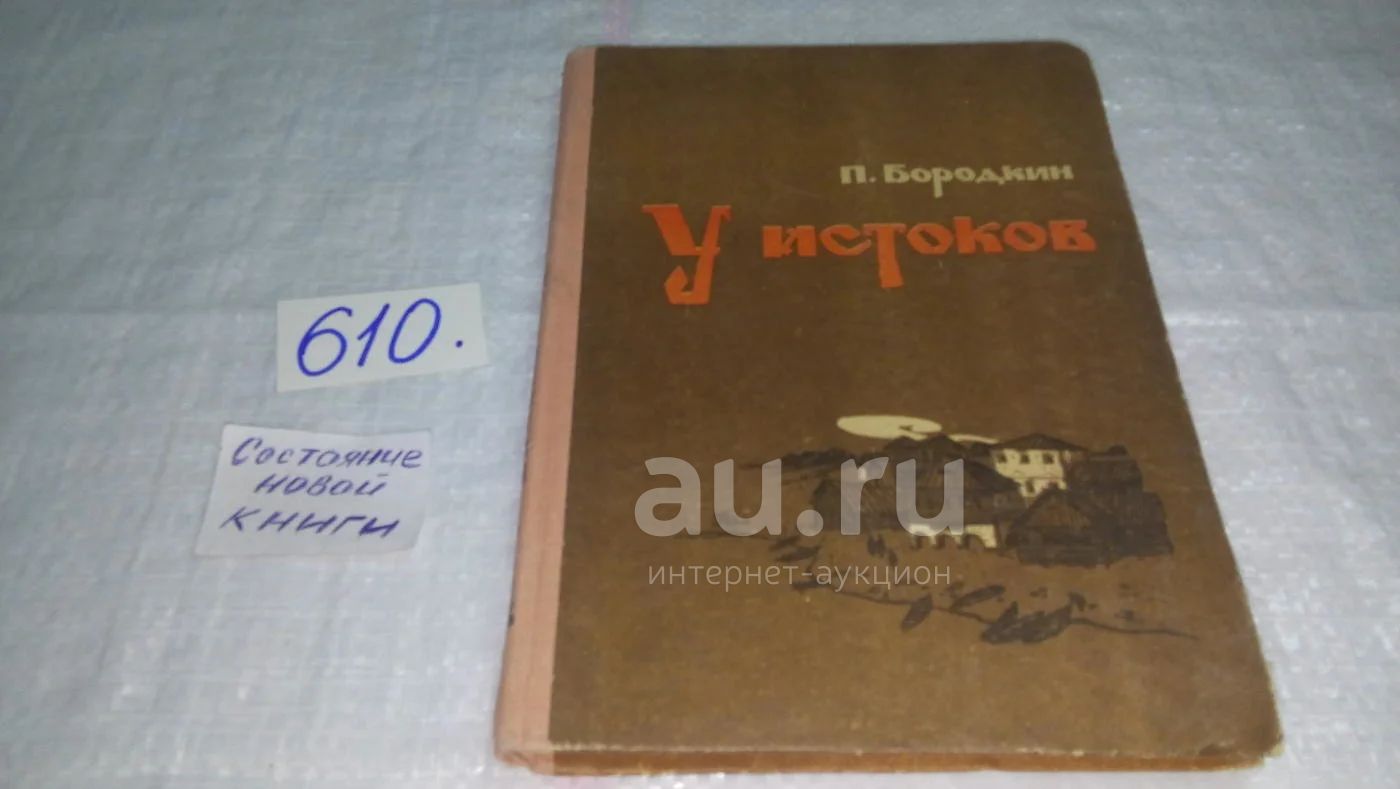 П. Бородкин
У истоков
610.
Состояние
новой
книги
au.ru
интернет-аукцион